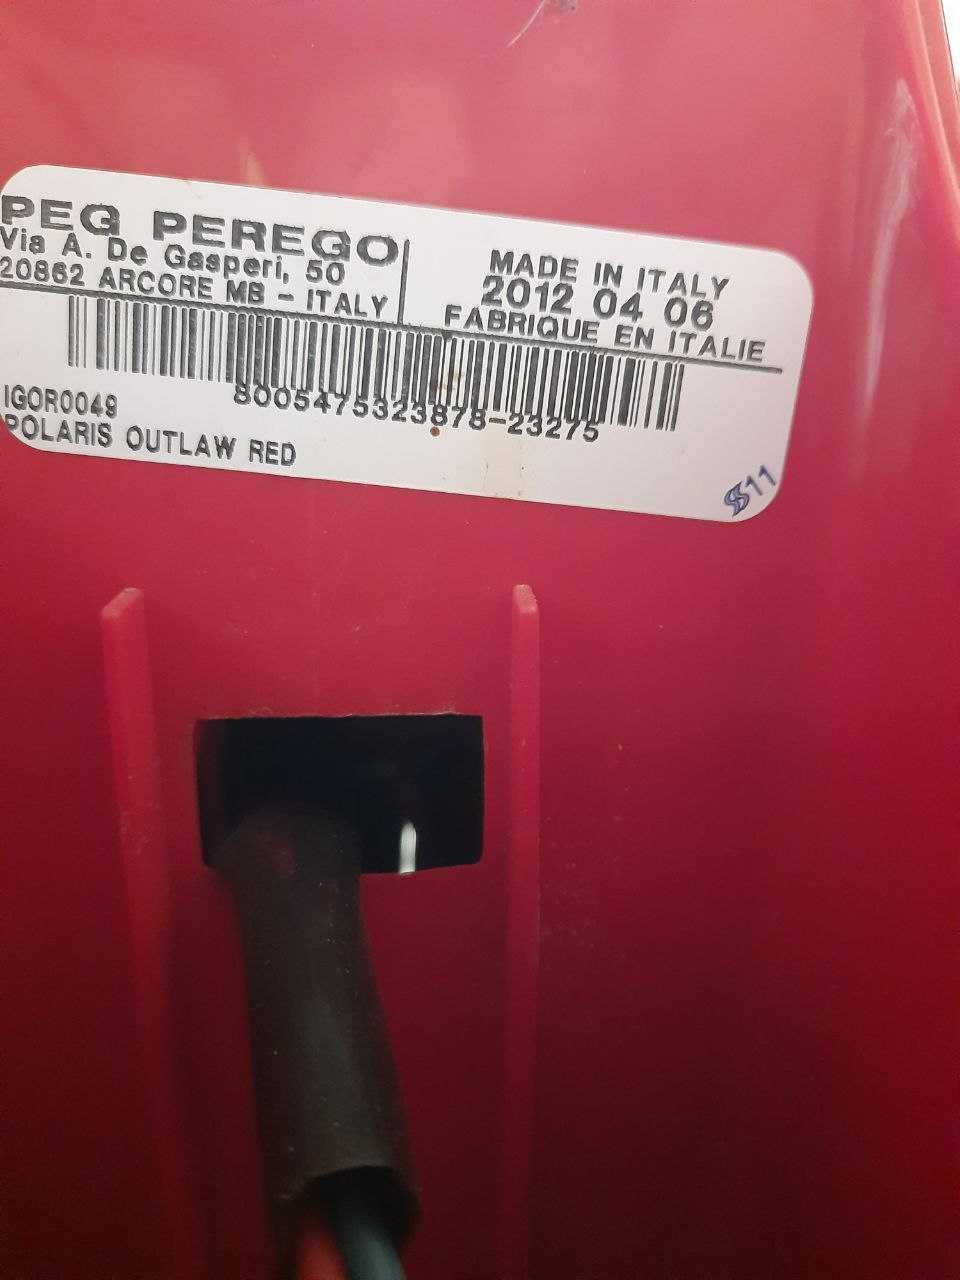 PEG PEREGO
Via A. De Gasperi, 50
20862 ARCORE MB - ITALY
MADE IN ITALY
2012 04 06
FABRIQUE EN ITALIE
8005475323878-23275
IGOR0049
POLARIS OUTLAW RED
S11